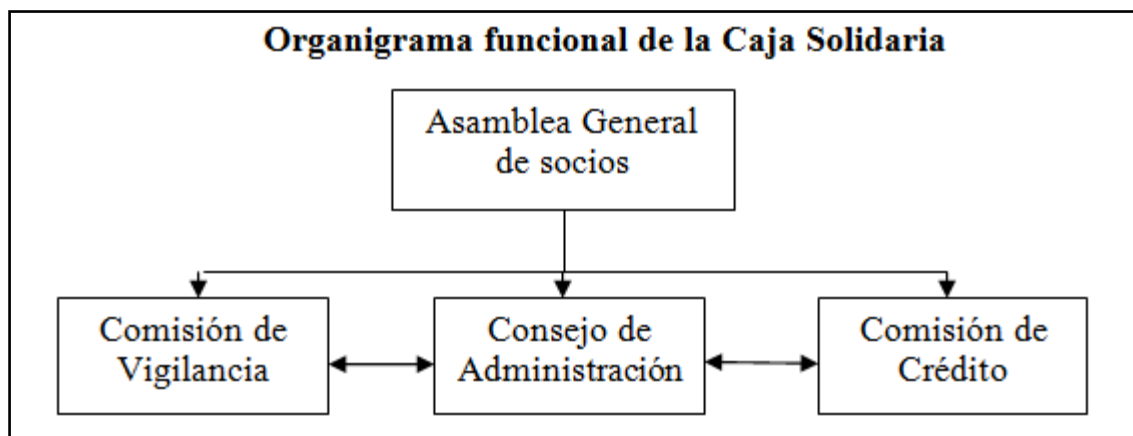 Organigrama funcional de la Caja Solidaria
Asamblea General
de socios
Comisión de
Vigilancia
Consejo de
Administración
Comisión de
Crédito